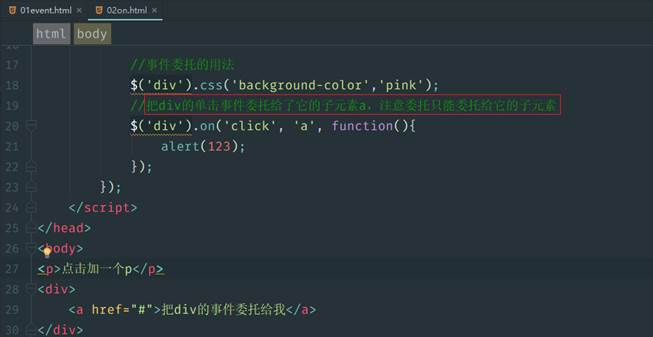 01event.html × 02on.html ×
html body
17 //事件委托的用法
18 $('div').css('background-color','pink');
19 //把div的单击事件委托给了它的子元素a，注意委托只能委托给它的子元素
20 $('div').on('click', 'a', function(){
21 alert(123);
22 });
23 });
24 </script>
25 </head>
26 <body>
27 <p>点击加一个p</p>
28 <div>
29 <a href="#">把div的事件委托给我</a>
30 </div>